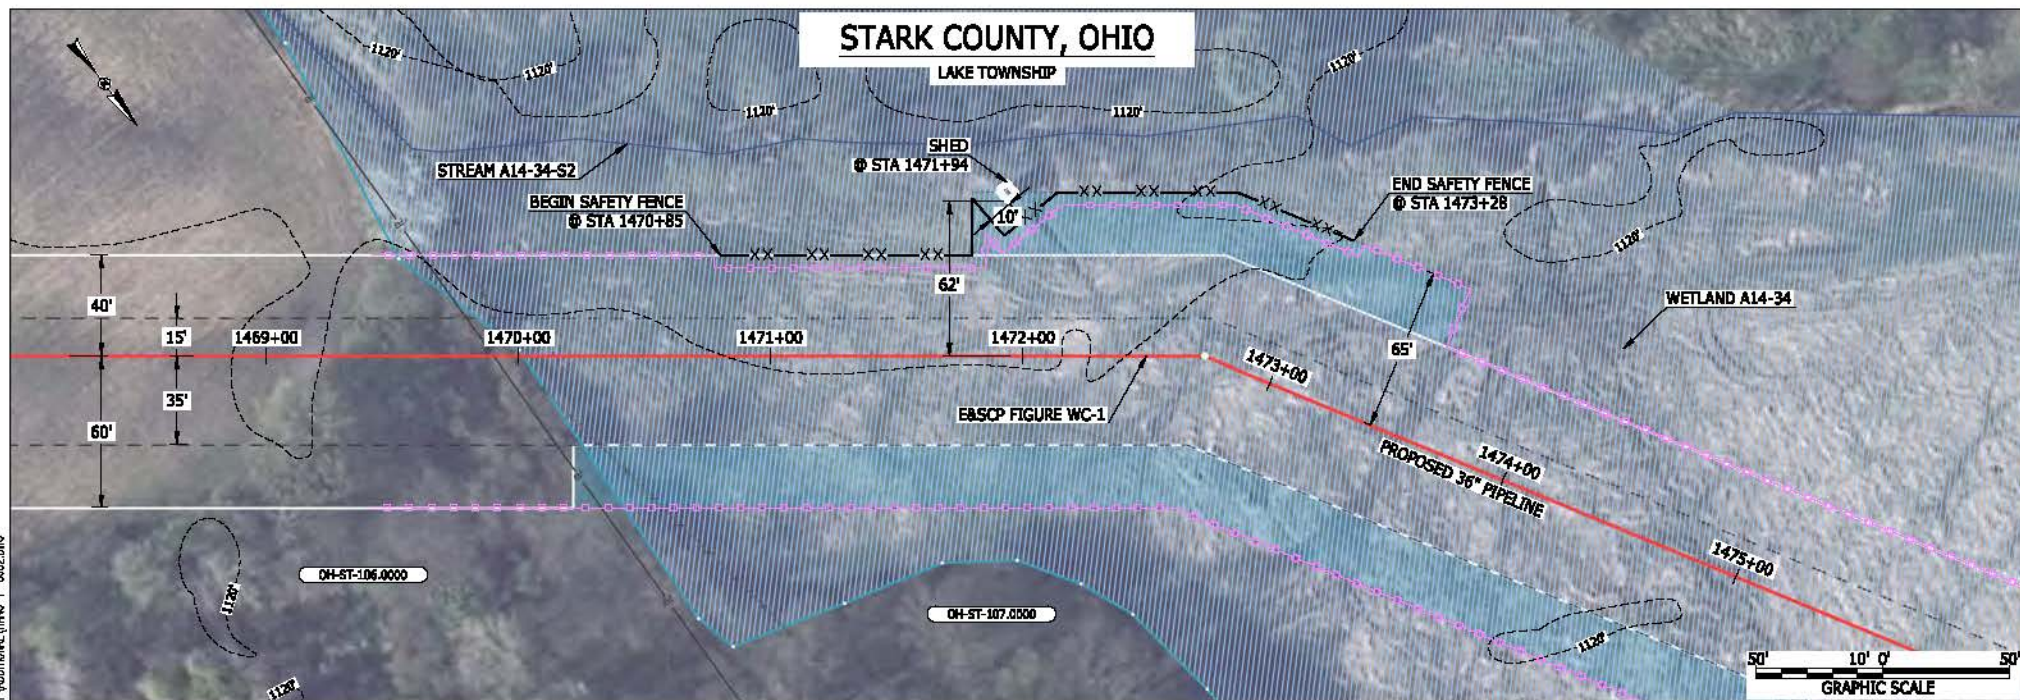 STARK COUNTY, OHIO
LAKE TOWNSHIP
1120'
1120'
1120'
1120'
1120'
STREAM A14-34-S2
SHED
@ STA 1471+94
BEGIN SAFETY FENCE
@ STA 1470+85
END SAFETY FENCE
@ STA 1473+28
10'
1120'
62'
WETLAND A14-34
40'
15'
1469+00
1470+00
1471+00
1472+00
1473+00
65'
35'
60'
E&SCP FIGURE WC-1
PROPOSED 36" PIPELINE
1474+00
1475+00
OH-ST-106.0000
OH-ST-107.0000
1120'
1120'
1120'
50' 10' 0' 50'
GRAPHIC SCALE